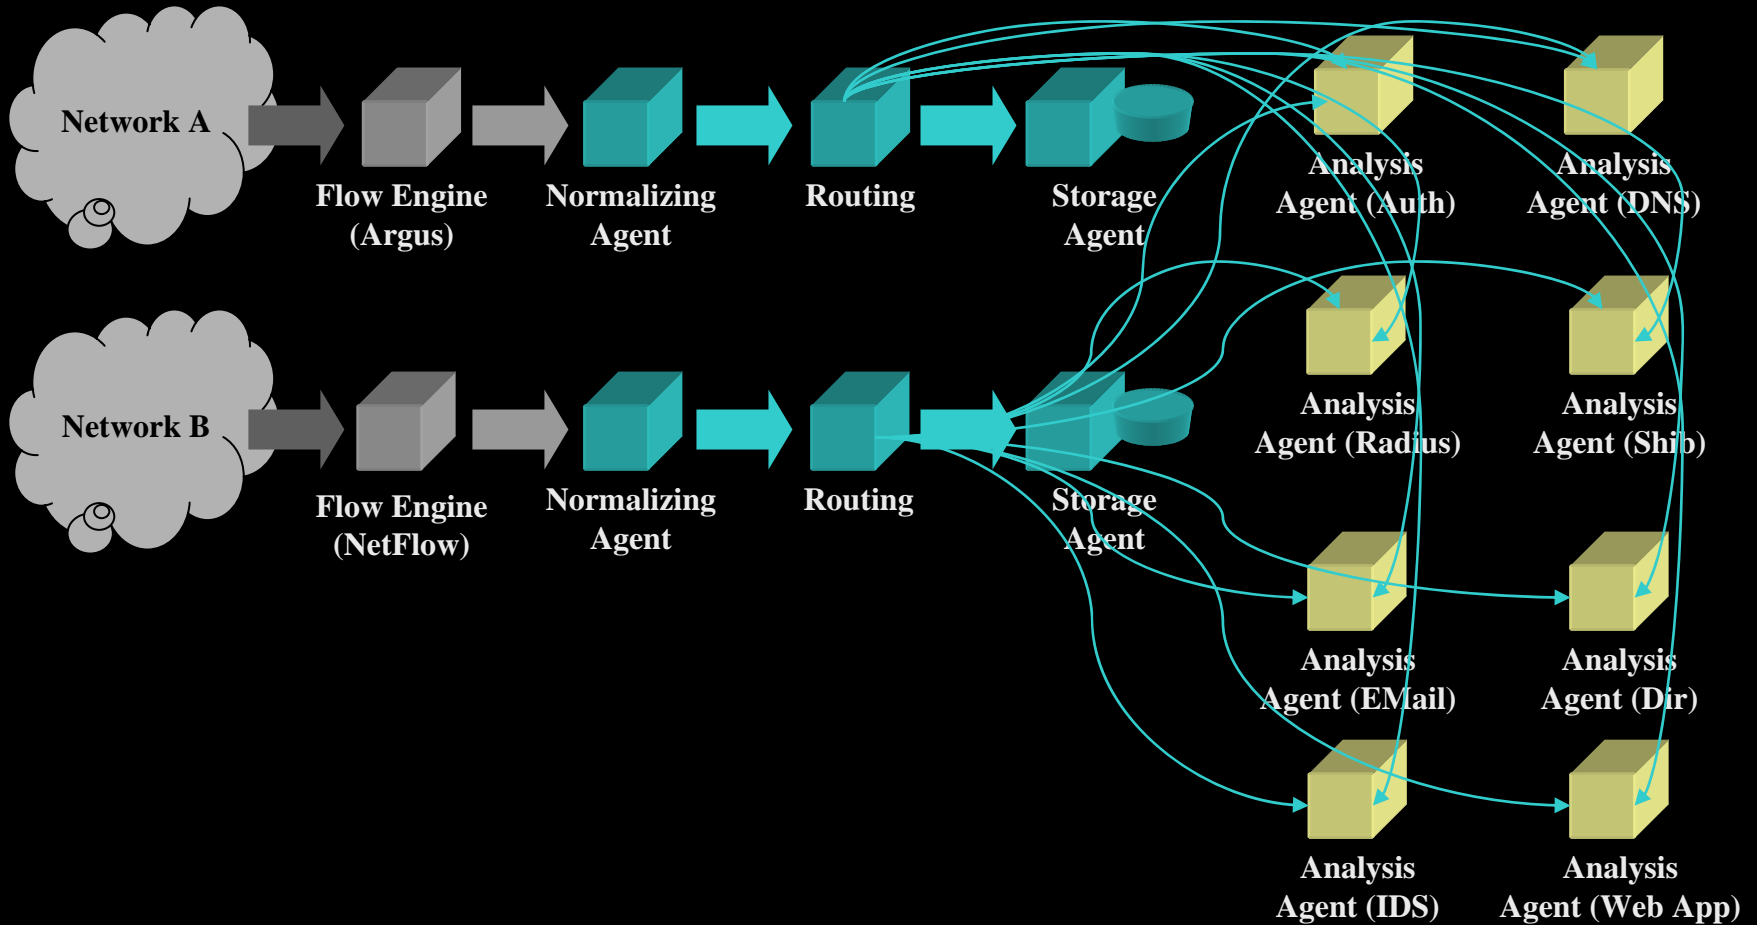 Network A
Flow Engine
(Argus)
Normalizing
Agent
Routing
Storage
Agent
Analysis
Agent (Auth)
Analysis
Agent (DNS)
Analysis
Agent (Radius)
Analysis
Agent (Shib)
Network B
Flow Engine
(NetFlow)
Normalizing
Agent
Routing
Storage
Agent
Analysis
Agent (EMail)
Analysis
Agent (Dir)
Analysis
Agent (IDS)
Analysis
Agent (Web App)